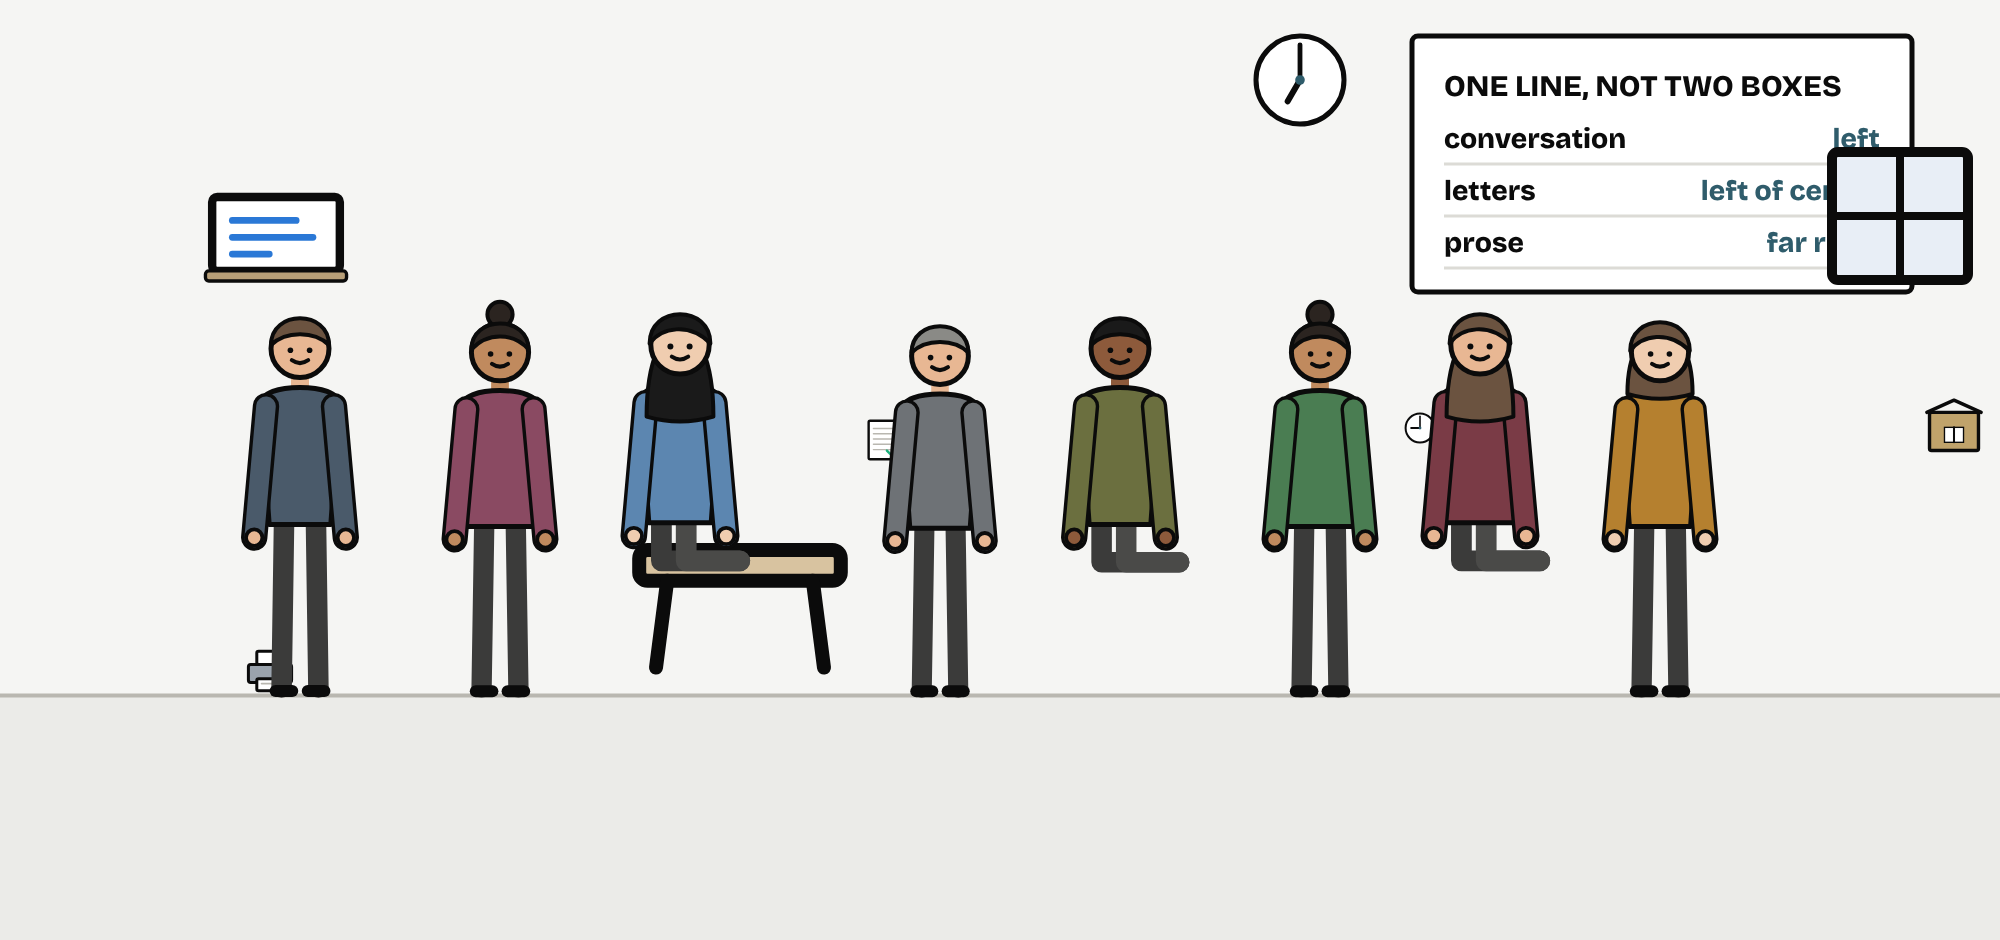 ONE LINE, NOT TWO BOXES
conversation left
letters left of
prose far